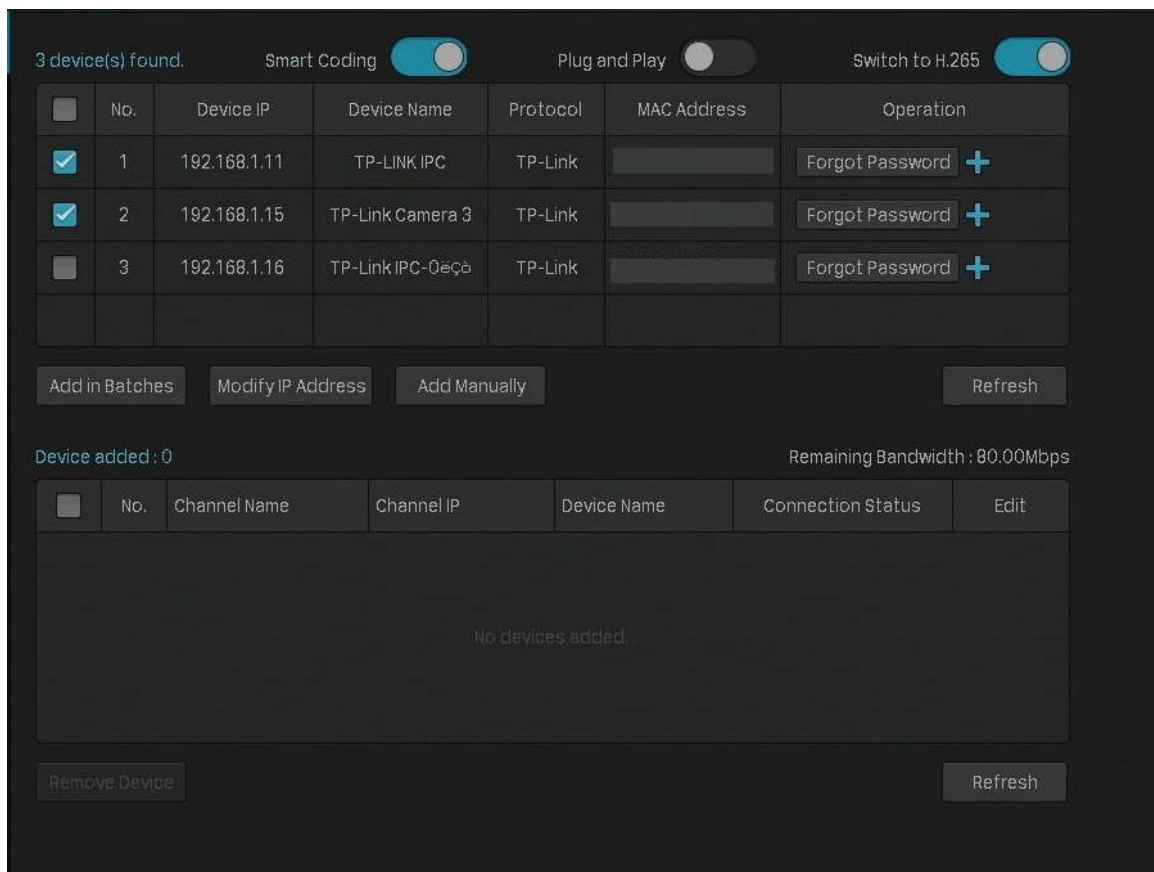 3 device(s) found. Smart Coding Plug and Play Switch to H.265
No. Device IP Device Name Protocol MAC Address Operation
1 192.168.1.11 TP-LINK IPC TP-Link Forgot Password +
2 192.168.1.15 TP-Link Camera 3 TP-Link Forgot Password +
3 192.168.1.16 TP-Link IPC-Öëçò TP-Link Forgot Password +
Add in Batches Modify IP Address Add Manually Refresh
Device added : 0 Remaining Bandwidth : 80.00Mbps
No. Channel Name Channel IP Device Name Connection Status Edit
No devices added.
Remove Device Refresh